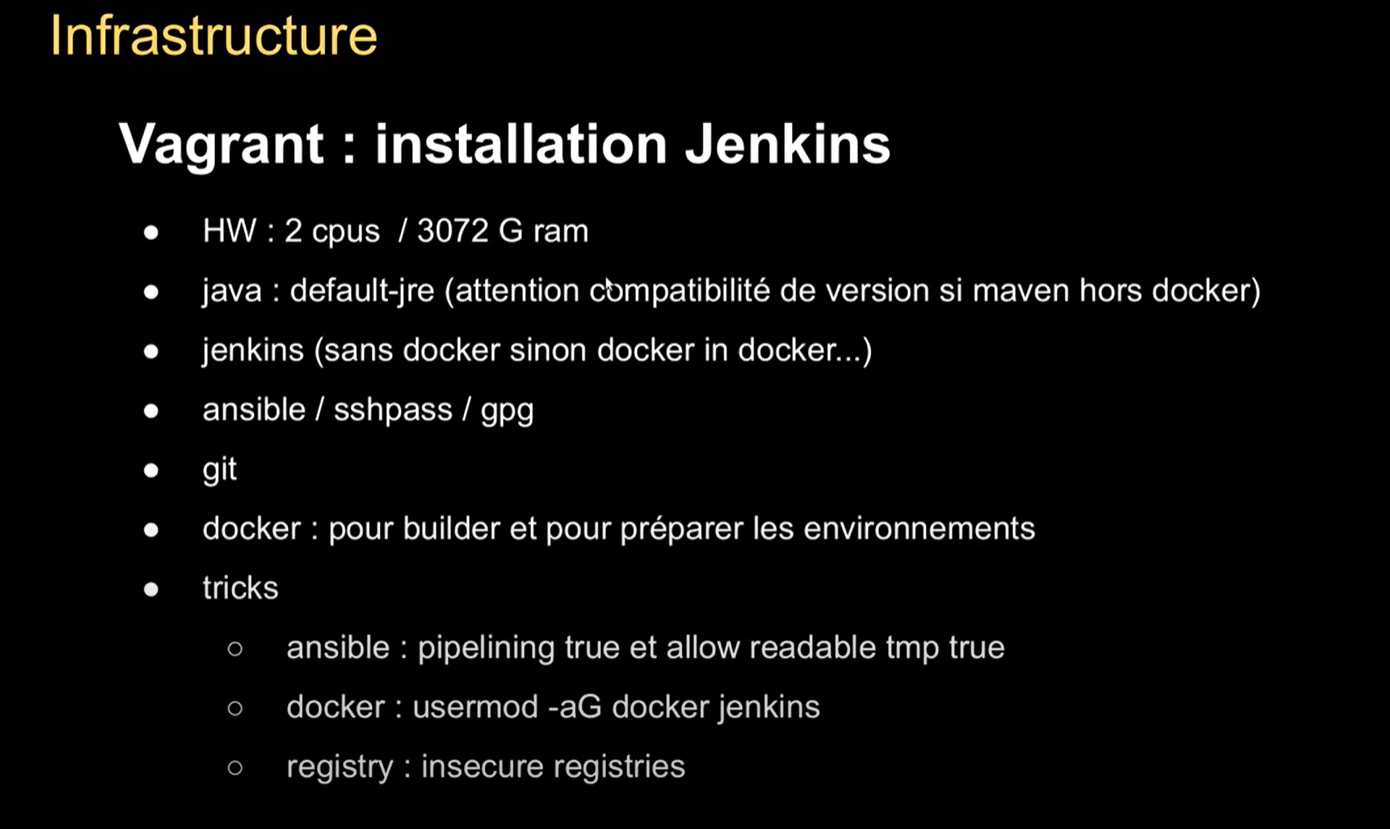 Infrastructure
Vagrant : installation Jenkins
● HW : 2 cpus / 3072 G ram
● java : default-jre (attention compatibilité de version si maven hors docker)
● jenkins (sans docker sinon docker in docker...)
● ansible / sshpass / gpg
● git
● docker : pour builder et pour préparer les environnements
● tricks
○ ansible : pipelining true et allow readable tmp true
○ docker : usermod -aG docker jenkins
○ registry : insecure registries